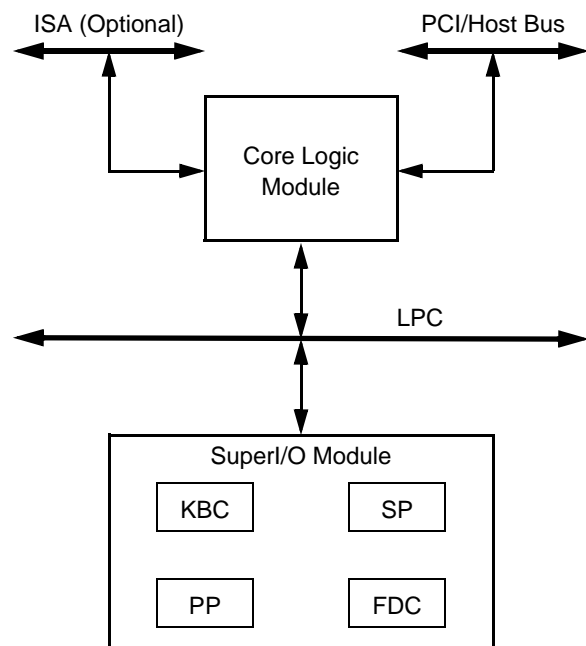 ISA (Optional)
PCI/Host Bus
Core Logic
Module
LPC
SuperI/O Module
KBC
SP
PP
FDC